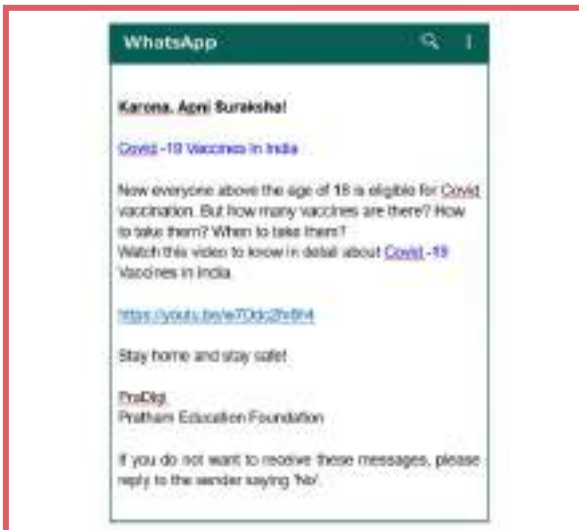 WhatsApp
Karona, Apni Suraksha!
Covid -19 Vaccines in India
Now everyone above the age of 18 is eligible for Covid
vaccination. But how many vaccines are there? How
to take them? When to take them?
Watch this video to know in detail about Covid -19
Vaccines in India.
Stay home and stay safe!
PraDigi
Pratham Education Foundation
If you do not want to receive these messages, please
reply to the sender saying 'No'.